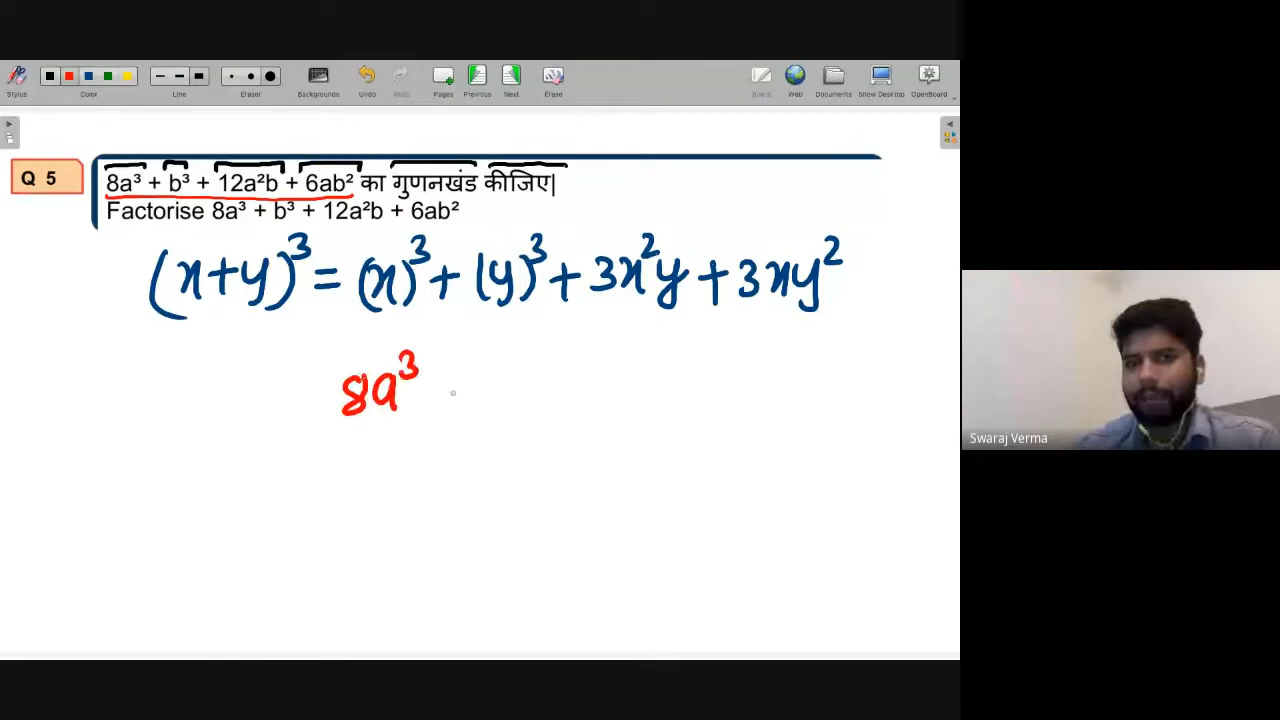 Stylus Color Line Eraser Backgrounds Undo Redo Pages Previous Next Erase Board Web Documents Show Desktop OpenBoard
Q 5
8a³ + b³ + 12a²b + 6ab² का गुणनखंड कीजिए|
Factorise 8a³ + b³ + 12a²b + 6ab²
(x+y)³ = (x)³ + (y)³ + 3x²y + 3xy²
8a³
Swaraj Verma